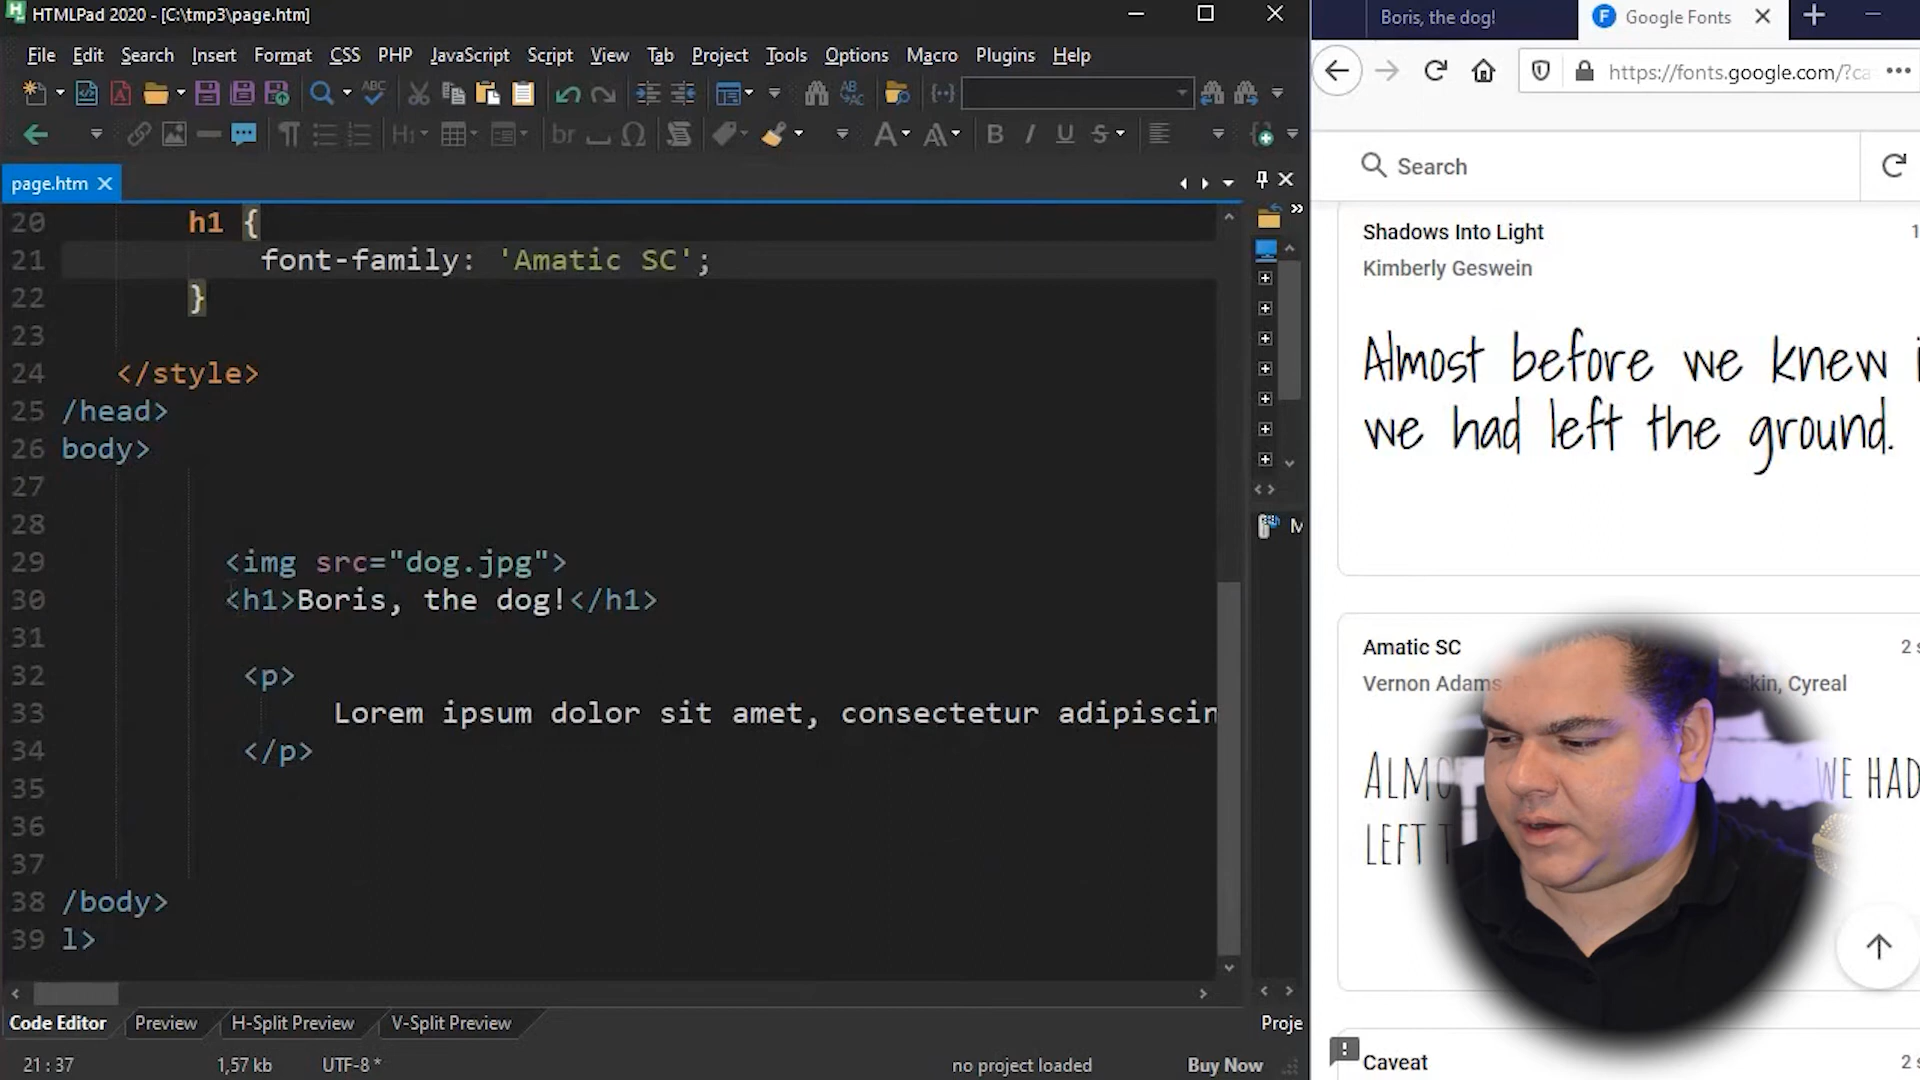 HTMLPad 2020 - [C:\tmp3\page.htm]
File Edit Search Insert Format CSS PHP JavaScript Script View Tab Project Tools Options Macro Plugins Help
page.htm
20 h1 {
21 font-family: 'Amatic SC';
22 }
23
24 </style>
25 /head>
26 body>
27
28
29 <img src="dog.jpg">
30 <h1>Boris, the dog!</h1>
31
32 <p>
33 Lorem ipsum dolor sit amet, consectetur adipiscin
34 </p>
35
36
37
38 /body>
39 l>
Code Editor Preview H-Split Preview V-Split Preview
Proje
21 : 37 1,57 kb UTF-8 * no project loaded Buy Now
Boris, the dog! Google Fonts
https://fonts.google.com/?ca
Search
Shadows Into Light 1
Kimberly Geswein
Almost before we knew i
we had left the ground.
Amatic SC 2 s
Vernon Adams, Cyreal
WE HAD
LEFT
Caveat 2 s